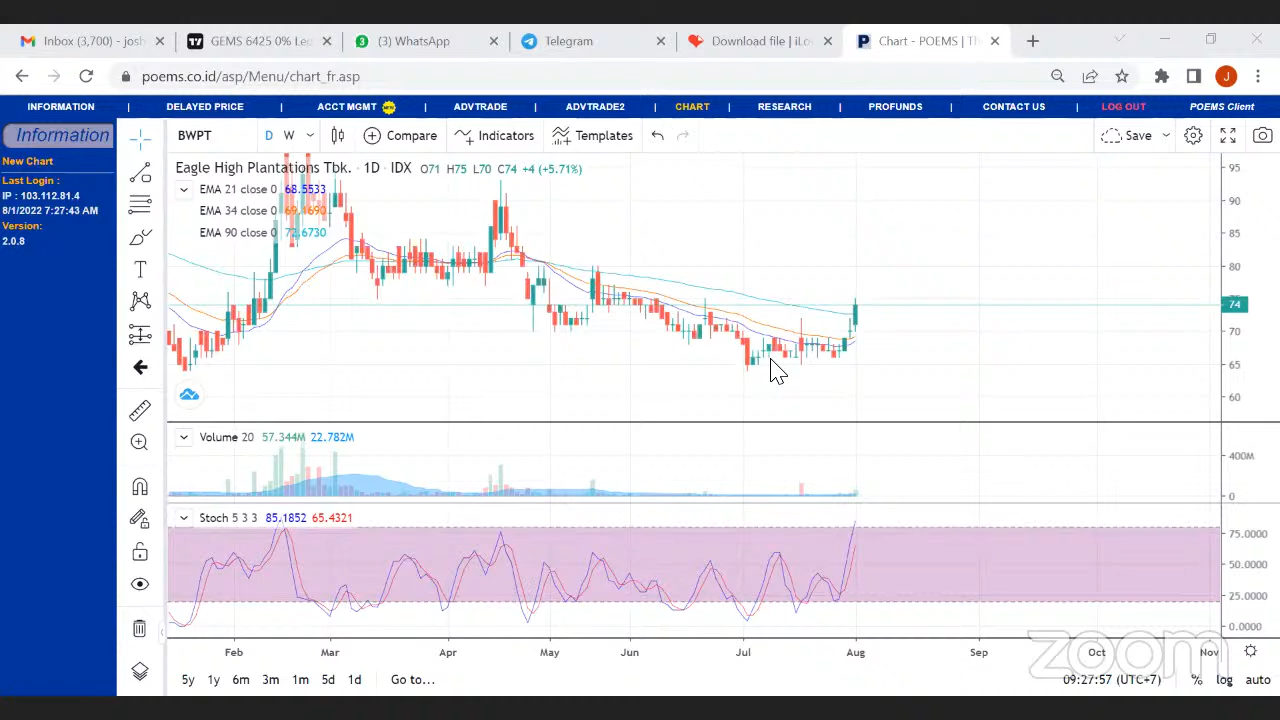 Inbox (3,700) - josh
GEMS 6425 0% Le
(3) WhatsApp
Telegram
Download file | iLo
Chart - POEMS | Th
poems.co.id/asp/Menu/chart_fr.asp
J
INFORMATION | DELAYED PRICE | ACCT MGMT NEW | ADVTRADE | ADVTRADE2 | CHART | RESEARCH | PROFUNDS | CONTACT US | LOG OUT POEMS Client
Information
New Chart
Last Login :
IP : 103.112.81.4
8/1/2022 7:27:43 AM
Version:
2.0.8
BWPT D W Compare Indicators Templates Save
Eagle High Plantations Tbk. · 1D · IDX O71 H75 L70 C74 +4 (+5.71%)
EMA 21 close 0 68.5533
EMA 34 close 0 69.1690
EMA 90 close 0 72.6730
95
90
85
80
74
70
65
60
Volume 20 57.344M 22.782M
400M
0
Stoch 5 3 3 85.1852 65.4321
75.0000
50.0000
25.0000
0.0000
Feb Mar Apr May Jun Jul Aug Sep Oct Nov
zoom
5y 1y 6m 3m 1m 5d 1d Go to... 09:27:57 (UTC+7) % log auto